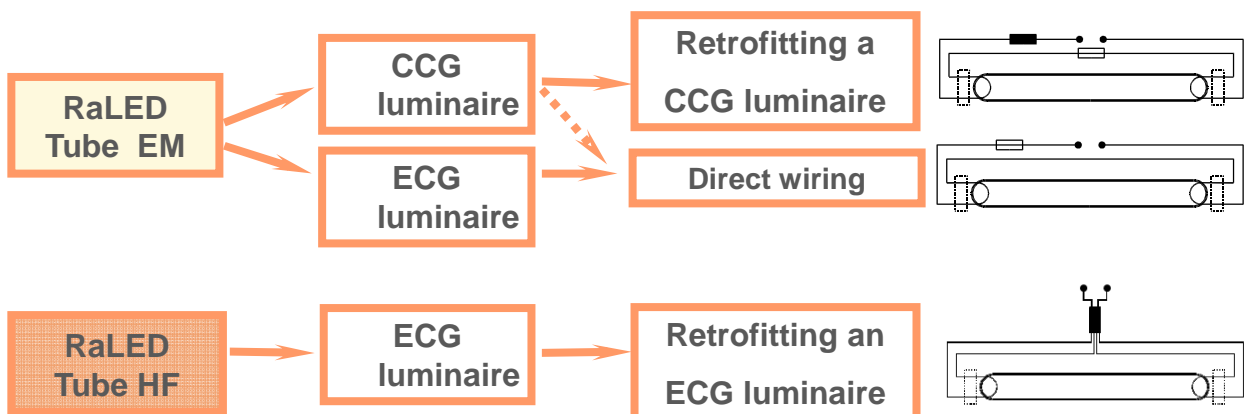 RaLED
Tube EM
CCG
luminaire
Retrofitting a
CCG luminaire
ECG
luminaire
Direct wiring
RaLED
Tube HF
ECG
luminaire
Retrofitting an
ECG luminaire